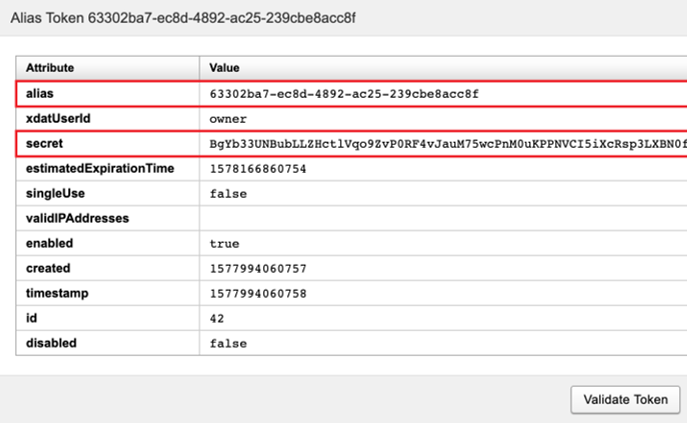 Alias Token 63302ba7-ec8d-4892-ac25-239cbe8acc8f
Attribute Value
alias 63302ba7-ec8d-4892-ac25-239cbe8acc8f
xdatUserId owner
secret BgYb33UNBubLLZHctlVqo9ZvP0RF4vJauM75wcPnM0uKPPNVCI5iXcRsp3LXBN0f
estimatedExpirationTime 1578166860754
singleUse false
validIPAddresses
enabled true
created 1577994060757
timestamp 1577994060758
id 42
disabled false
Validate Token